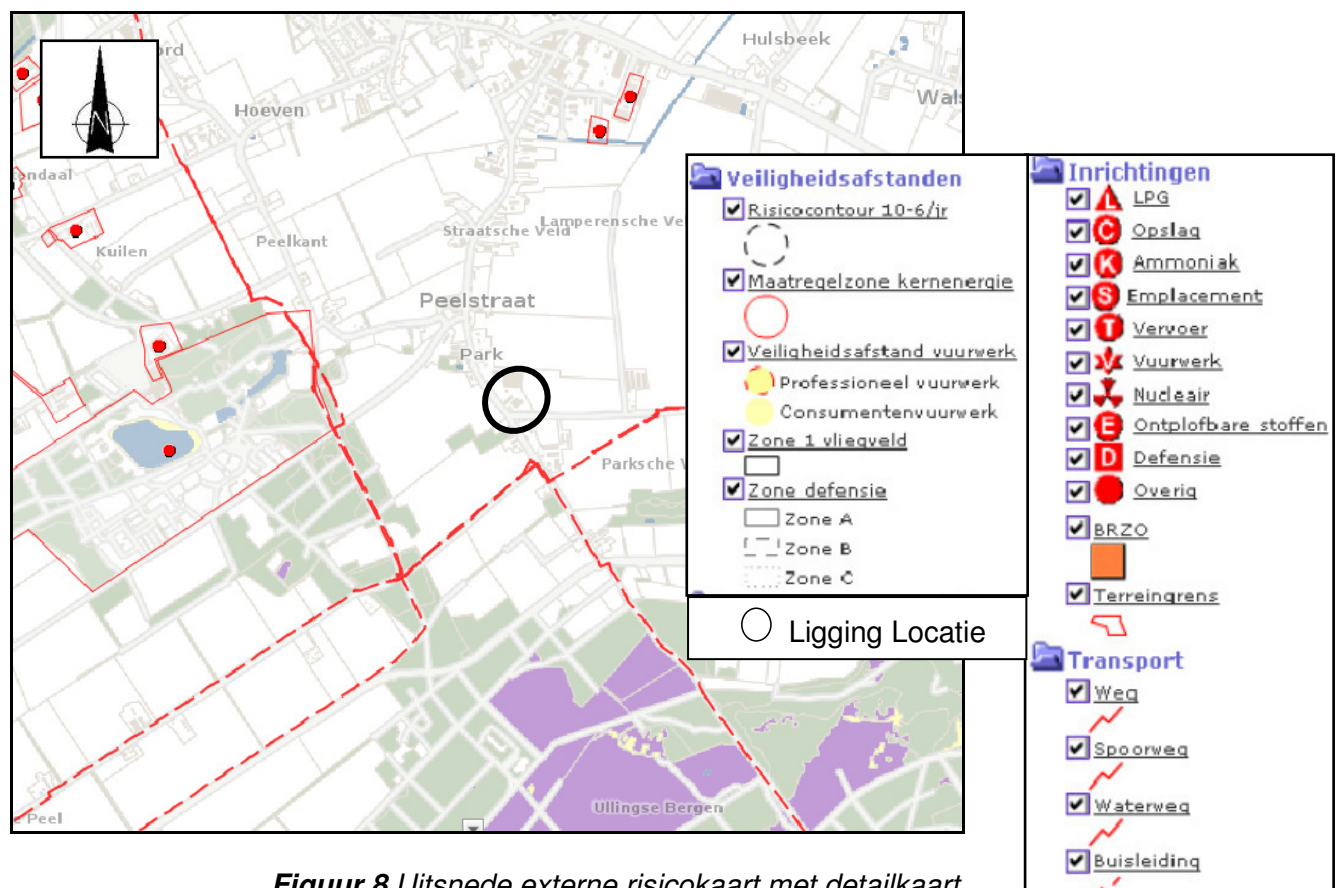 Hulsbeek
Hoeven
Kuilen
Peelkant
Straatsche Veld
Lamperensche Ve
Peelstraat
Park
Parksche V
Ullingse Bergen
Peel
N
Veiligheidsafstanden
Risicocontour 10-6/jr
Maatregelzone kernenergie
Veiligheidsafstand vuurwerk
Professioneel vuurwerk
Consumentenvuurwerk
Zone 1 vliegveld
Zone defensie
Zone A
Zone B
Zone C
Ligging Locatie
Inrichtingen
L LPG
C Opslag
K Ammoniak
S Emplacement
T Vervoer
V Vuurwerk
Nucleair
E Ontplofbare stoffen
D Defensie
Overig
BRZO
Terreingrens
Transport
Weg
Spoorweg
Waterweg
Buisleiding
Figuur 8 Uitsnede externe risicokaart met detailkaart